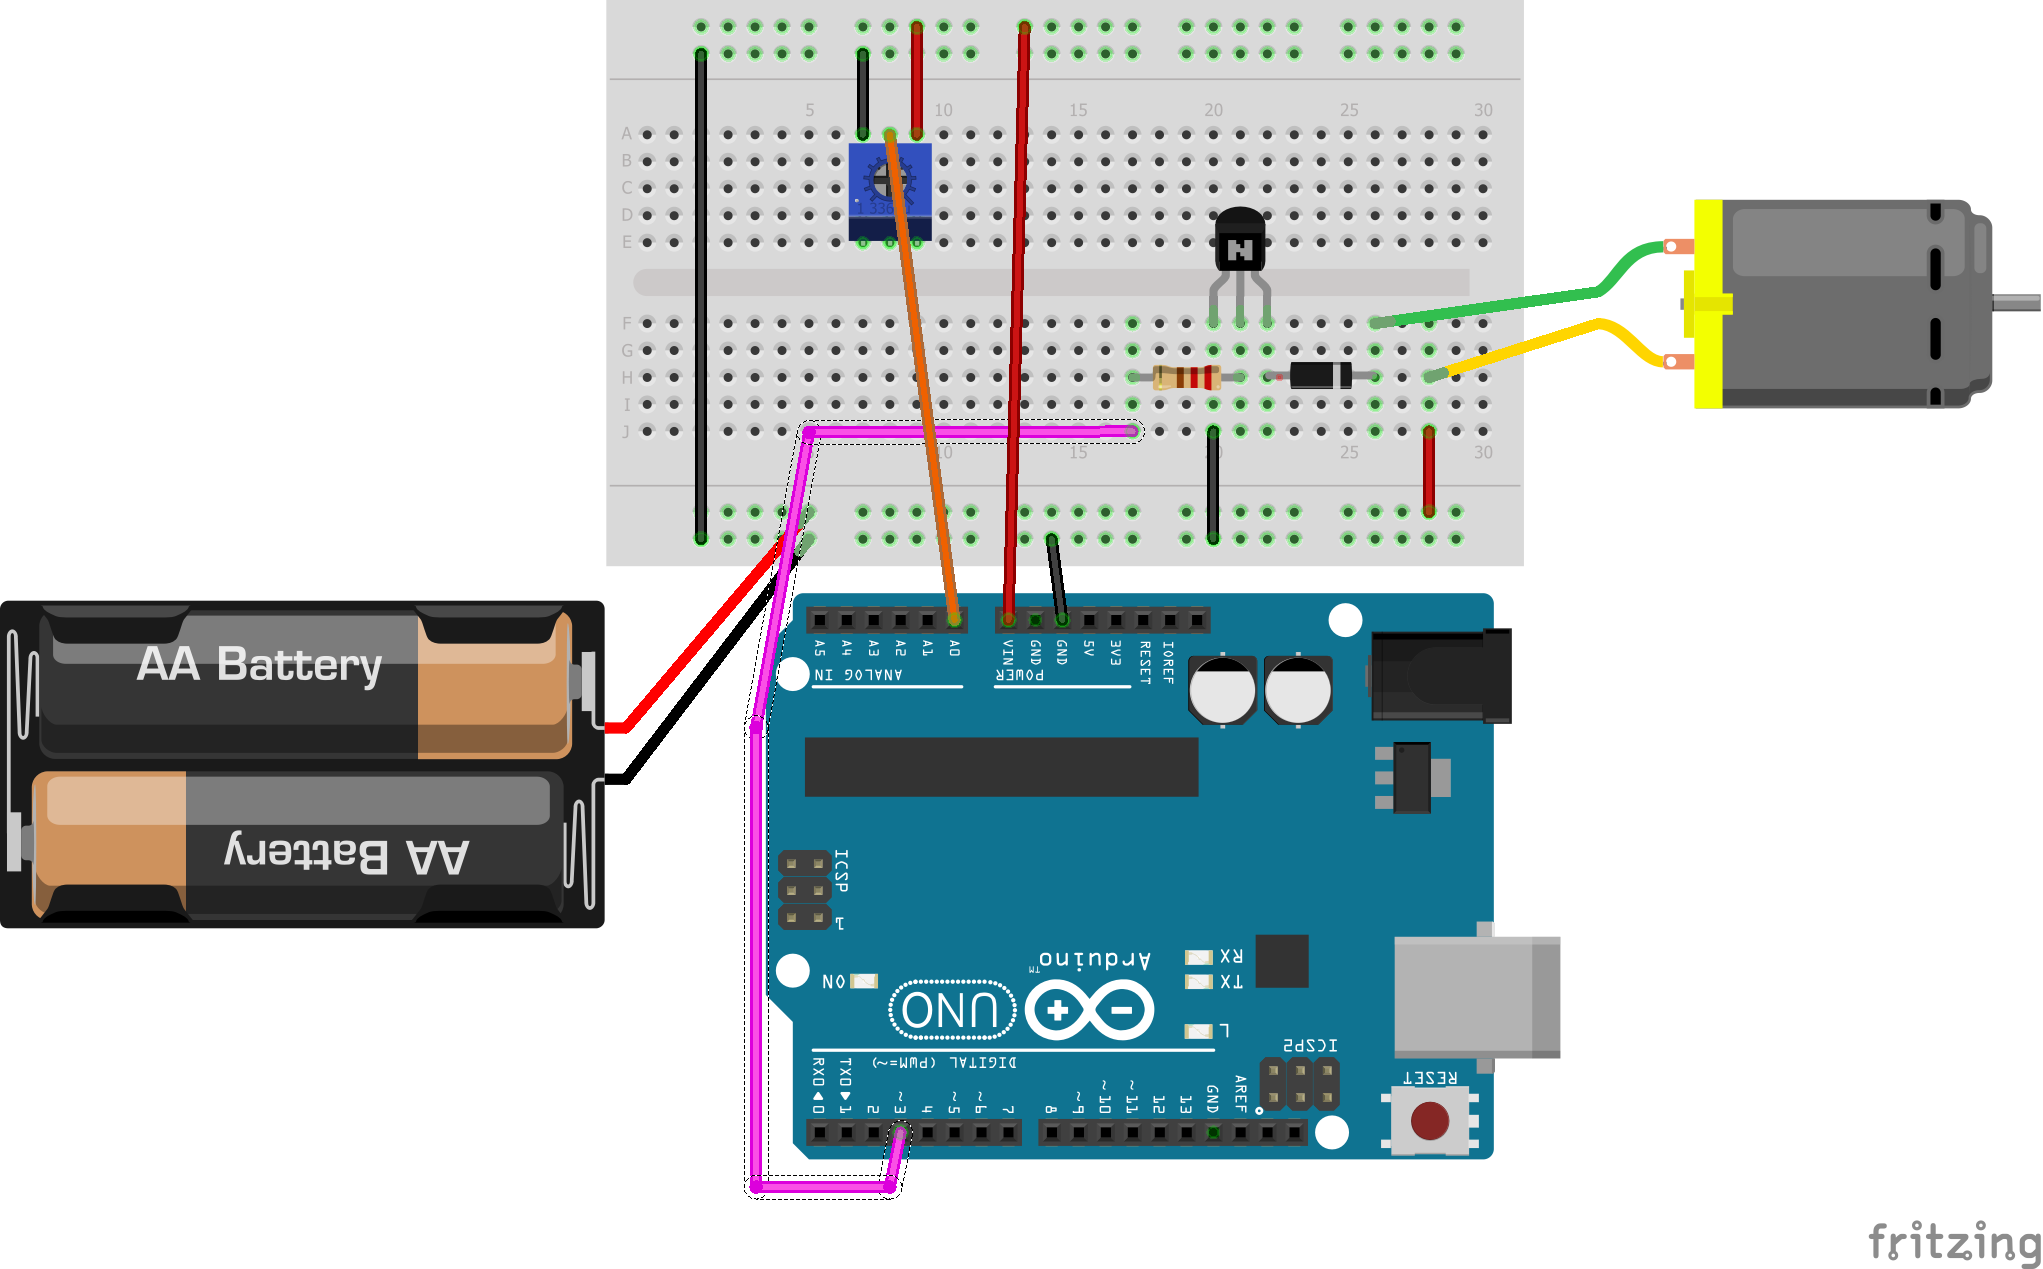 5 10 15 20 25 30
A
B
C
D
E
F
G
H
I
J
10 15 25 30
AA Battery
AA Battery
A5 A4 A3 A2 A1 A0
VIN GND GND 5V 3V3 RESET IOREF
ANALOG IN
POWER
ICSP
1
ON
UNO
Arduino
TM
RX
TX
L
ICSP2
DIGITAL (PWM=~)
RX0 TX0
0 1 2 ~3 4 ~5 ~6 7 8 ~9 ~10 ~11 12 13 GND AREF
RESET
fritzing